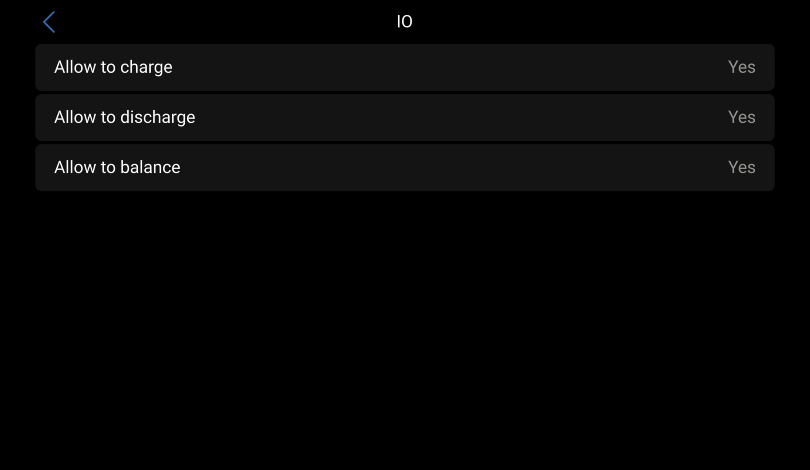 IO
Allow to charge Yes
Allow to discharge Yes
Allow to balance Yes